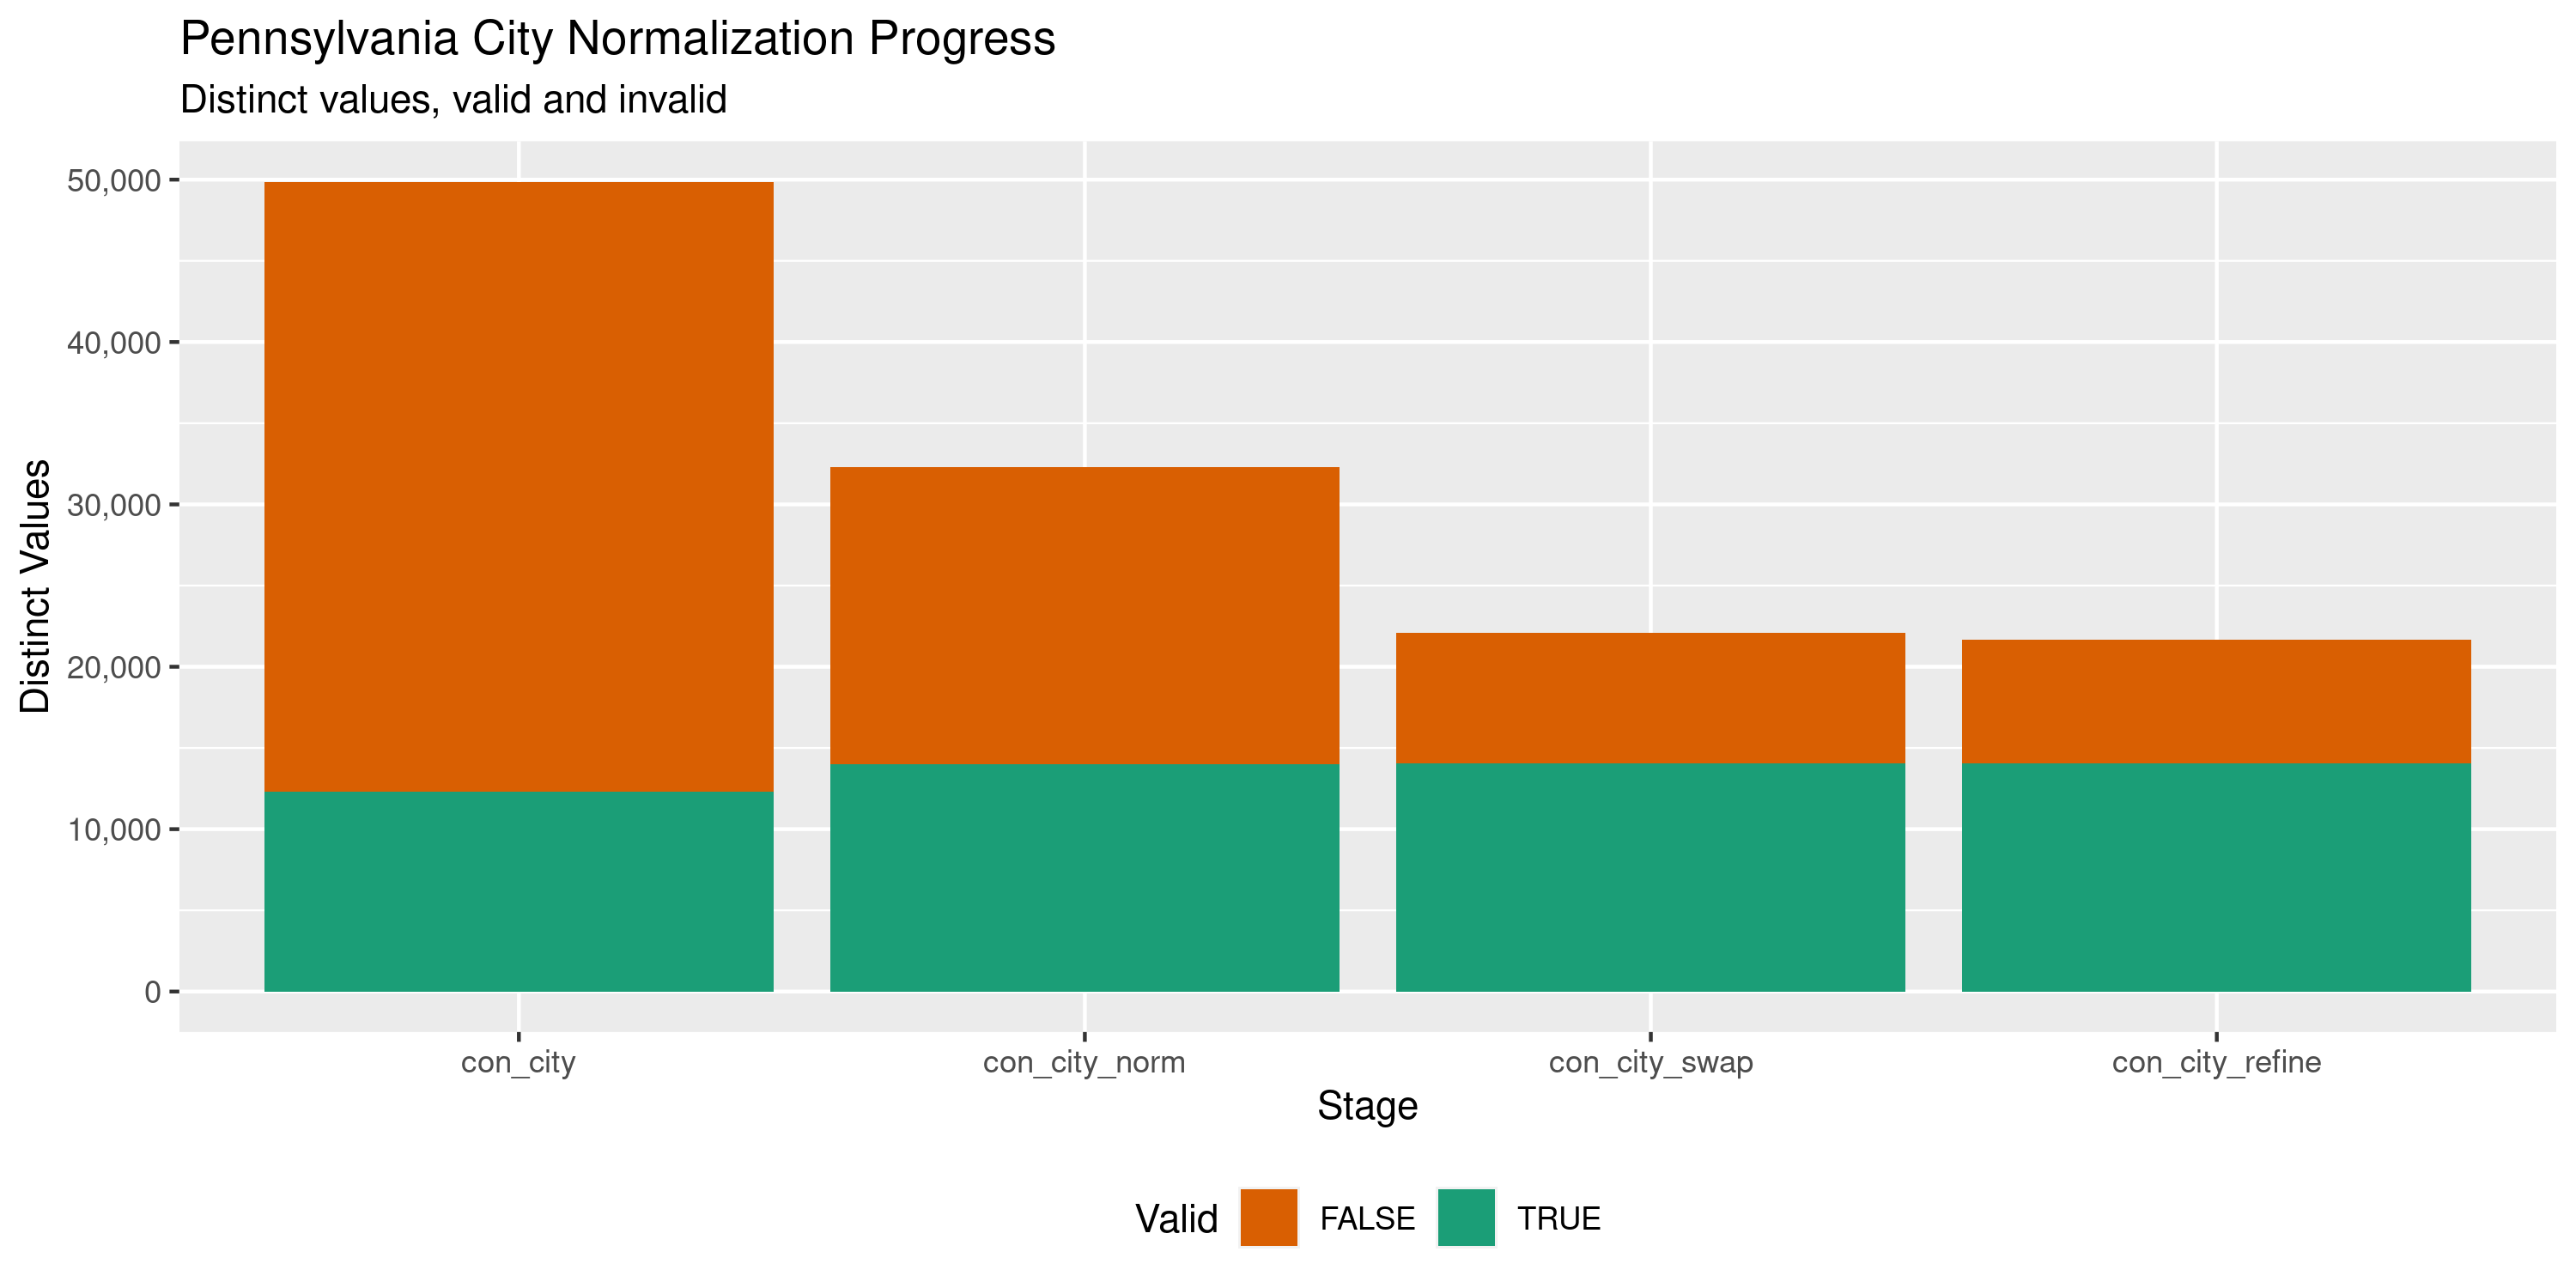 Pennsylvania City Normalization Progress
Distinct values, valid and invalid
Distinct Values
50,000
40,000
30,000
20,000
10,000
0
con_city con_city_norm con_city_swap con_city_refine
Stage
Valid FALSE TRUE